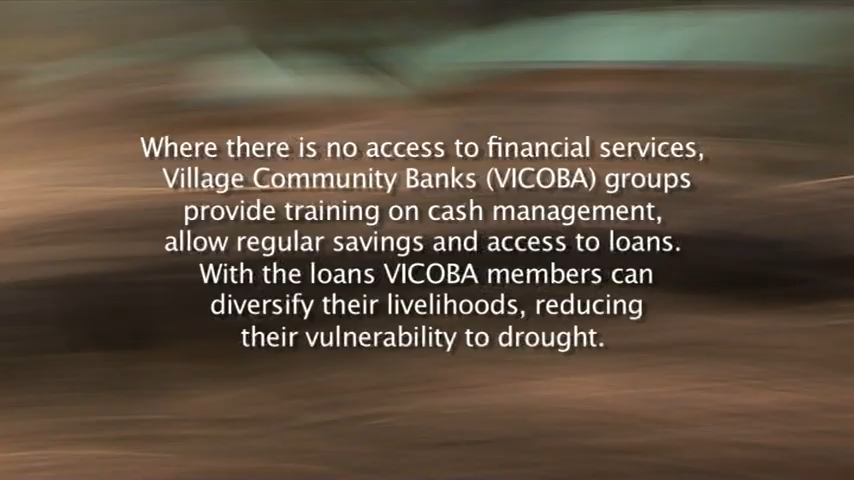 Where there is no access to financial services,
Village Community Banks (VICOBA) groups
provide training on cash management,
allow regular savings and access to loans.
With the loans VICOBA members can
diversify their livelihoods, reducing
their vulnerability to drought.